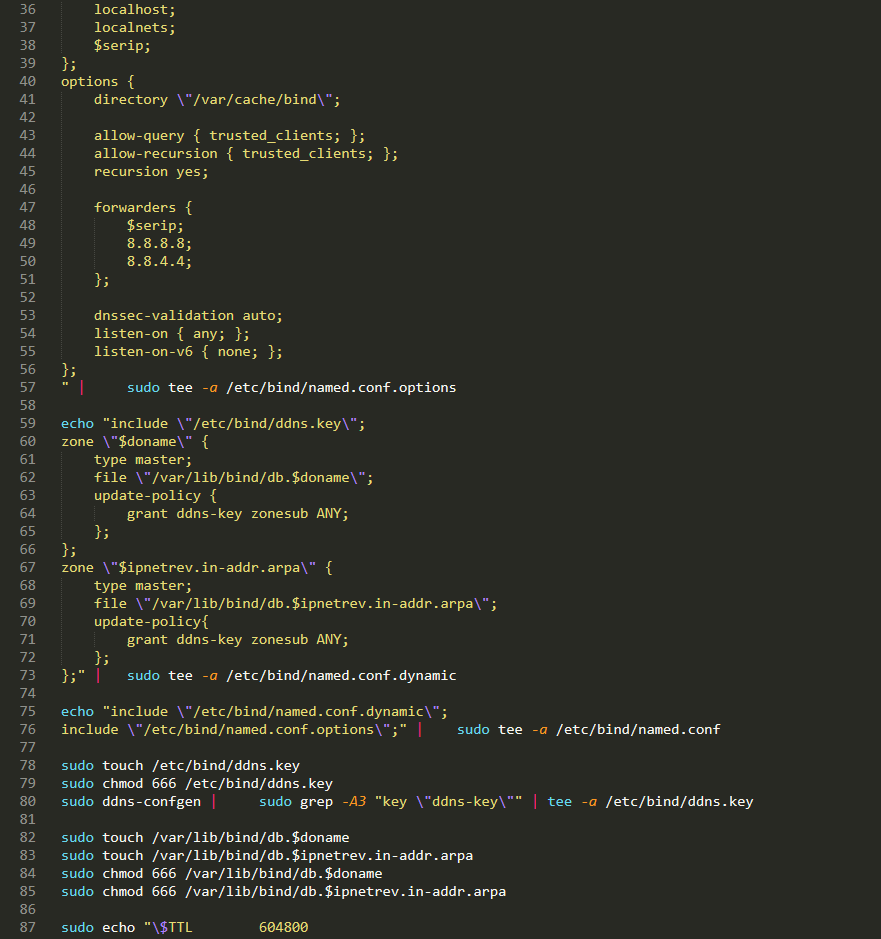 36 localhost;
37 localnets;
38 $serip;
39 };
40 options {
41 directory \"/var/cache/bind\";
42
43 allow-query { trusted_clients; };
44 allow-recursion { trusted_clients; };
45 recursion yes;
46
47 forwarders {
48 $serip;
49 8.8.8.8;
50 8.8.4.4;
51 };
52
53 dnssec-validation auto;
54 listen-on { any; };
55 listen-on-v6 { none; };
56 };
57 " | sudo tee -a /etc/bind/named.conf.options
58
59 echo "include \"/etc/bind/ddns.key\";
60 zone \"$doname\" {
61 type master;
62 file \"/var/lib/bind/db.$doname\";
63 update-policy {
64 grant ddns-key zonesub ANY;
65 };
66 };
67 zone \"$ipnetrev.in-addr.arpa\" {
68 type master;
69 file \"/var/lib/bind/db.$ipnetrev.in-addr.arpa\";
70 update-policy{
71 grant ddns-key zonesub ANY;
72 };
73 };" | sudo tee -a /etc/bind/named.conf.dynamic
74
75 echo "include \"/etc/bind/named.conf.dynamic\";
76 include \"/etc/bind/named.conf.options\";" | sudo tee -a /etc/bind/named.conf
77
78 sudo touch /etc/bind/ddns.key
79 sudo chmod 666 /etc/bind/ddns.key
80 sudo ddns-confgen | sudo grep -A3 "key \"ddns-key\"" | tee -a /etc/bind/ddns.key
81
82 sudo touch /var/lib/bind/db.$doname
83 sudo touch /var/lib/bind/db.$ipnetrev.in-addr.arpa
84 sudo chmod 666 /var/lib/bind/db.$doname
85 sudo chmod 666 /var/lib/bind/db.$ipnetrev.in-addr.arpa
86
87 sudo echo "\$TTL 604800